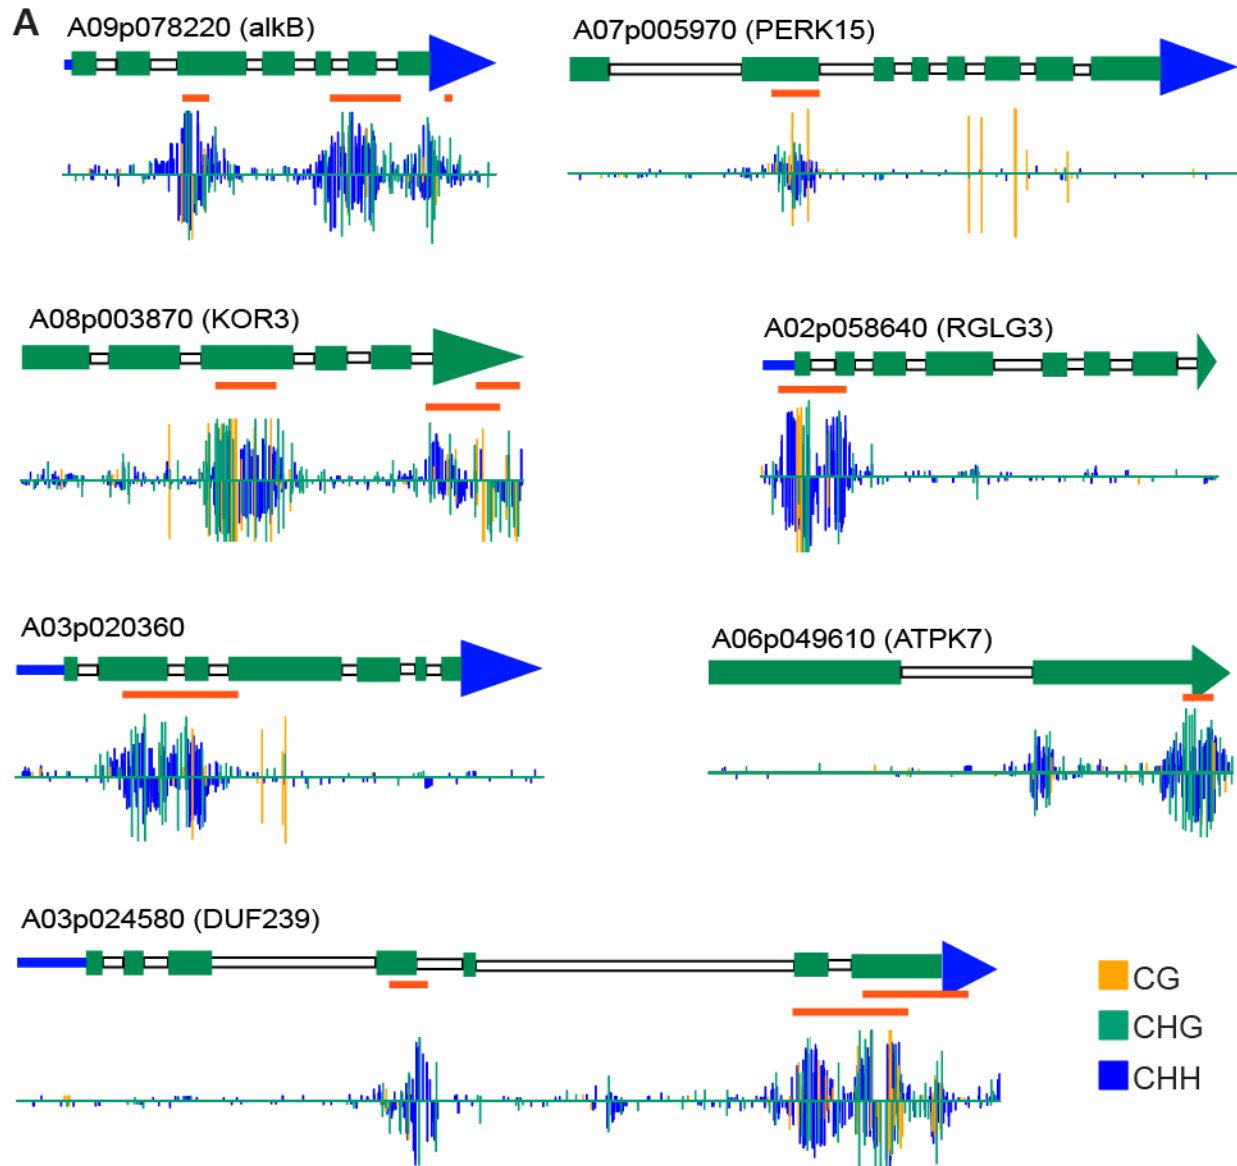 A
A09p078220 (alkB)
A07p005970 (PERK15)
A08p003870 (KOR3)
A02p058640 (RGLG3)
A03p020360
A06p049610 (ATPK7)
A03p024580 (DUF239)
CG
CHG
CHH